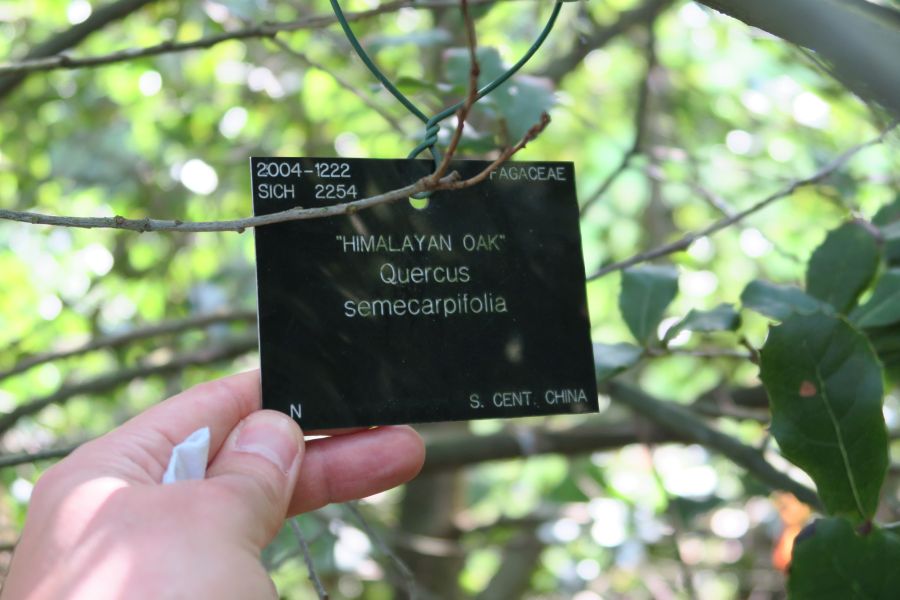 2004-1222 FAGACEAE
SICH 2254
"HIMALAYAN OAK"
Quercus
semecarpifolia
N S. CENT. CHINA